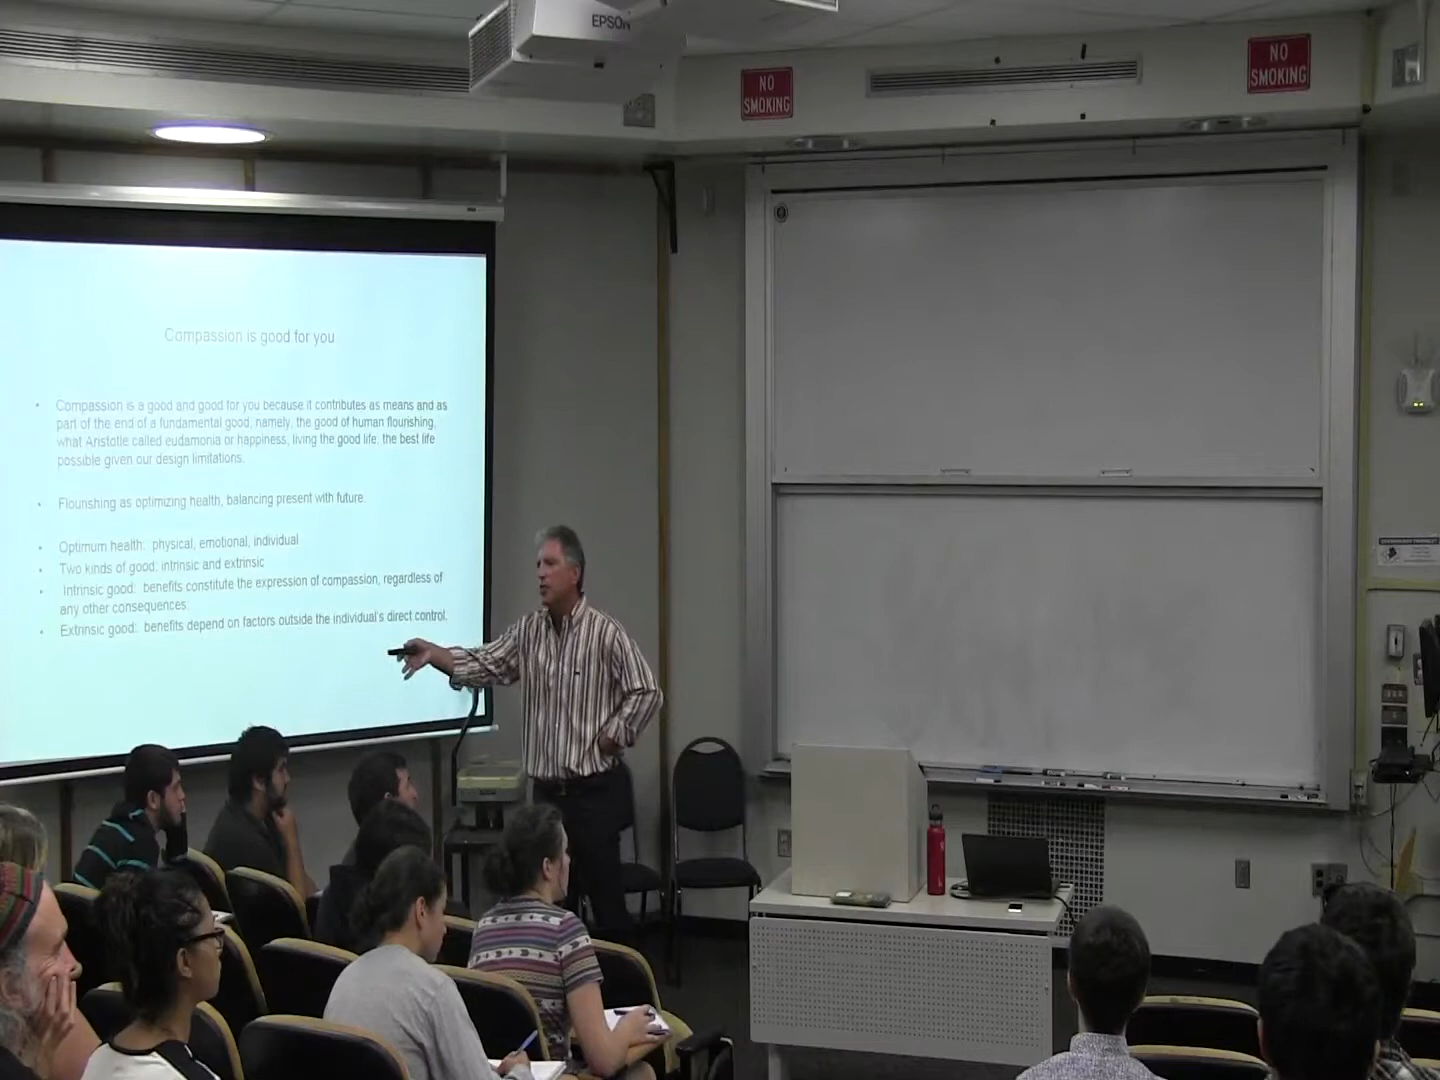 EPSON
NO
SMOKING
NO
SMOKING
Compassion is good for you
• Compassion is a good and good for you because it contributes as means and as
part of the end of a fundamental good, namely, the good of human flourishing,
what Aristotle called eudamonia or happiness, living the good life, the best life
possible given our design limitations.
• Flourishing as optimizing health, balancing present with future.
• Optimum health: physical, emotional, individual
• Two kinds of good: intrinsic and extrinsic
• Intrinsic good: benefits constitute the expression of compassion, regardless of
any other consequences.
• Extrinsic good: benefits depend on factors outside the individual's direct control.